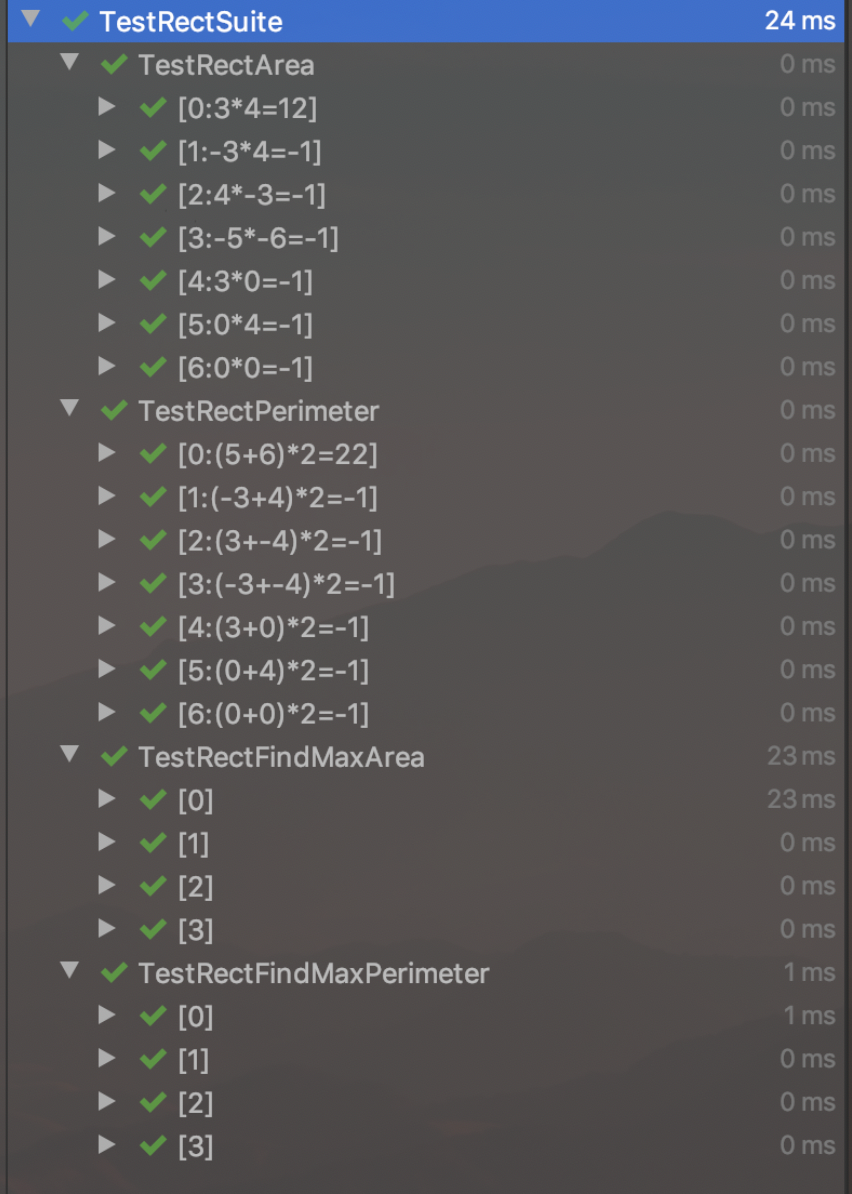 TestRectSuite 24 ms
TestRectArea 0 ms
[0:3*4=12] 0 ms
[1:-3*4=-1] 0 ms
[2:4*-3=-1] 0 ms
[3:-5*-6=-1] 0 ms
[4:3*0=-1] 0 ms
[5:0*4=-1] 0 ms
[6:0*0=-1] 0 ms
TestRectPerimeter 0 ms
[0:(5+6)*2=22] 0 ms
[1:(-3+4)*2=-1] 0 ms
[2:(3+-4)*2=-1] 0 ms
[3:(-3+-4)*2=-1] 0 ms
[4:(3+0)*2=-1] 0 ms
[5:(0+4)*2=-1] 0 ms
[6:(0+0)*2=-1] 0 ms
TestRectFindMaxArea 23 ms
[0] 23 ms
[1] 0 ms
[2] 0 ms
[3] 0 ms
TestRectFindMaxPerimeter 1 ms
[0] 1 ms
[1] 0 ms
[2] 0 ms
[3] 0 ms